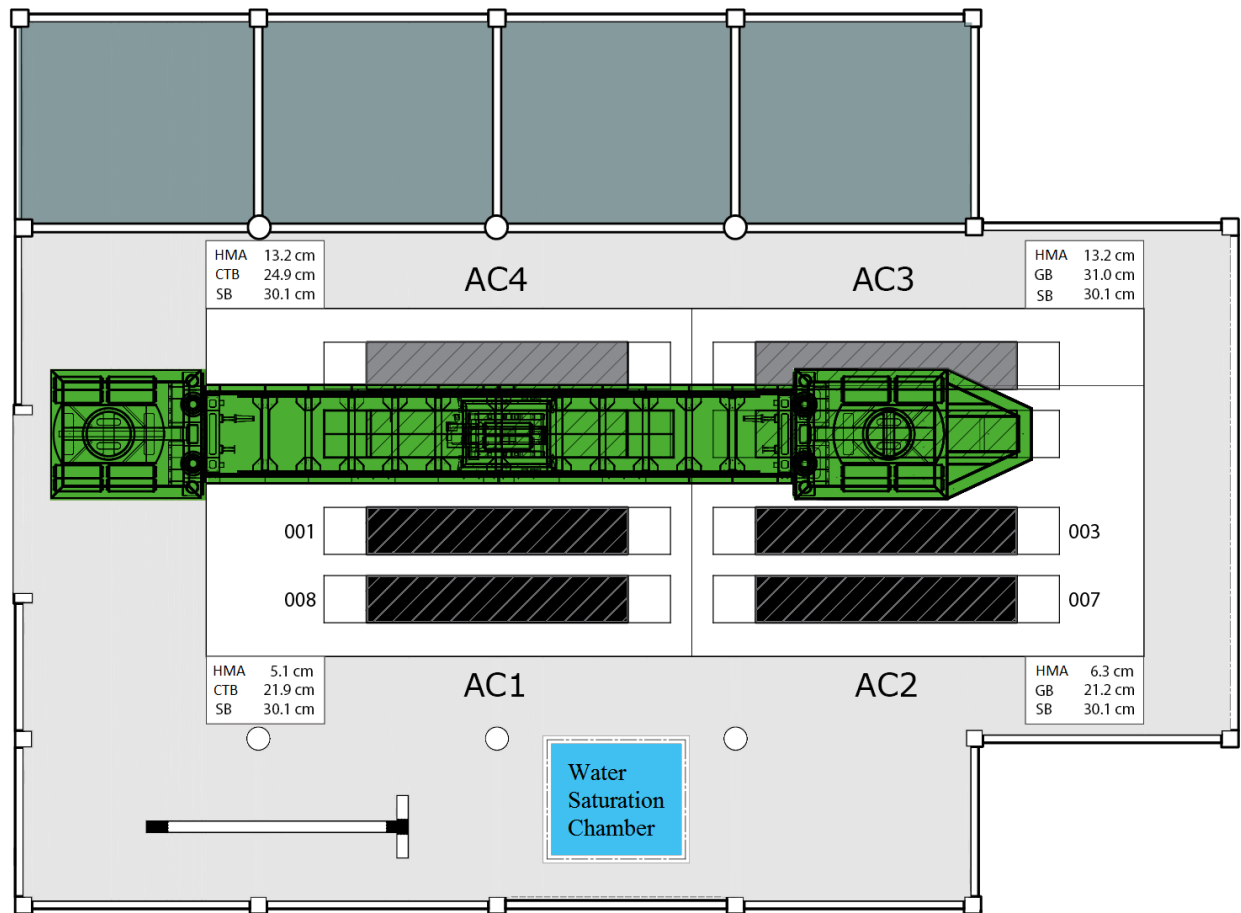 HMA 13.2 cm
CTB 24.9 cm
SB 30.1 cm
AC4
AC3
HMA 13.2 cm
GB 31.0 cm
SB 30.1 cm
001
003
008
007
HMA 5.1 cm
CTB 21.9 cm
SB 30.1 cm
AC1
AC2
HMA 6.3 cm
GB 21.2 cm
SB 30.1 cm
Water
Saturation
Chamber